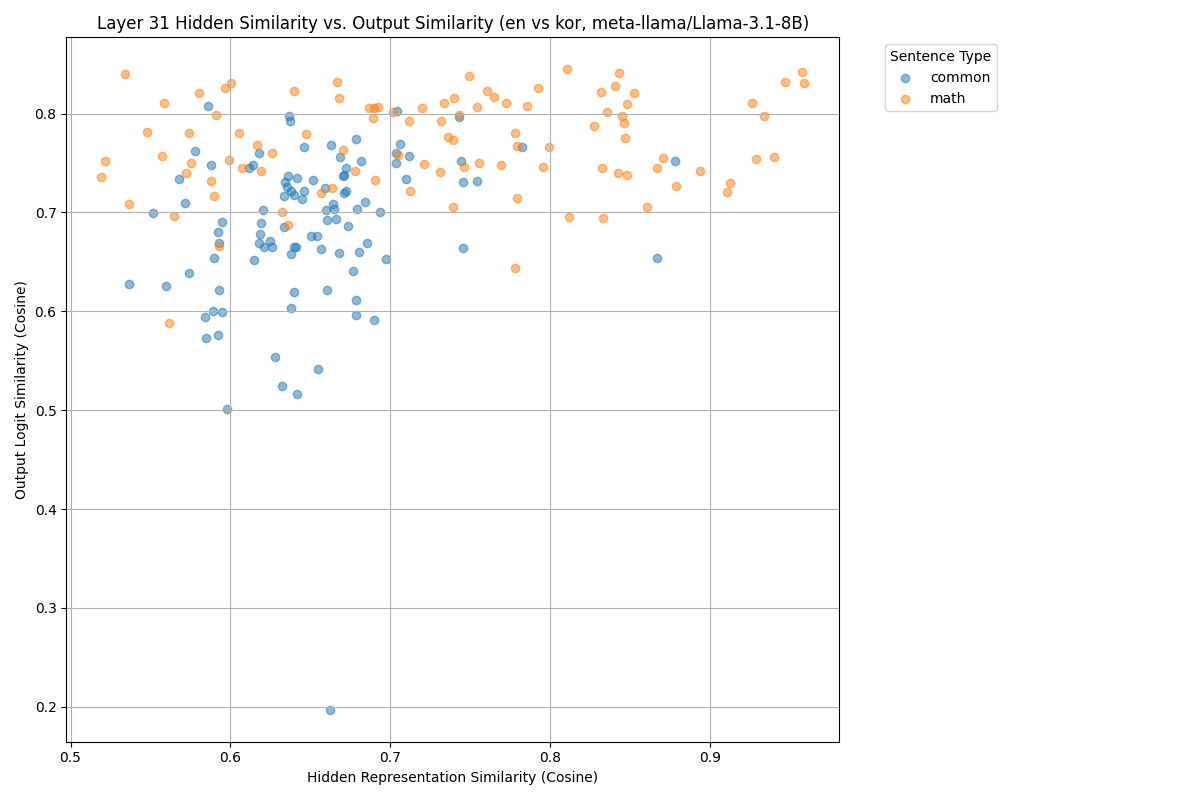 Layer 31 Hidden Similarity vs. Output Similarity (en vs kor, meta-llama/Llama-3.1-8B)
Sentence Type
common
math
Output Logit Similarity (Cosine)
0.8
0.7
0.6
0.5
0.4
0.3
0.2
0.5 0.6 0.7 0.8 0.9
Hidden Representation Similarity (Cosine)